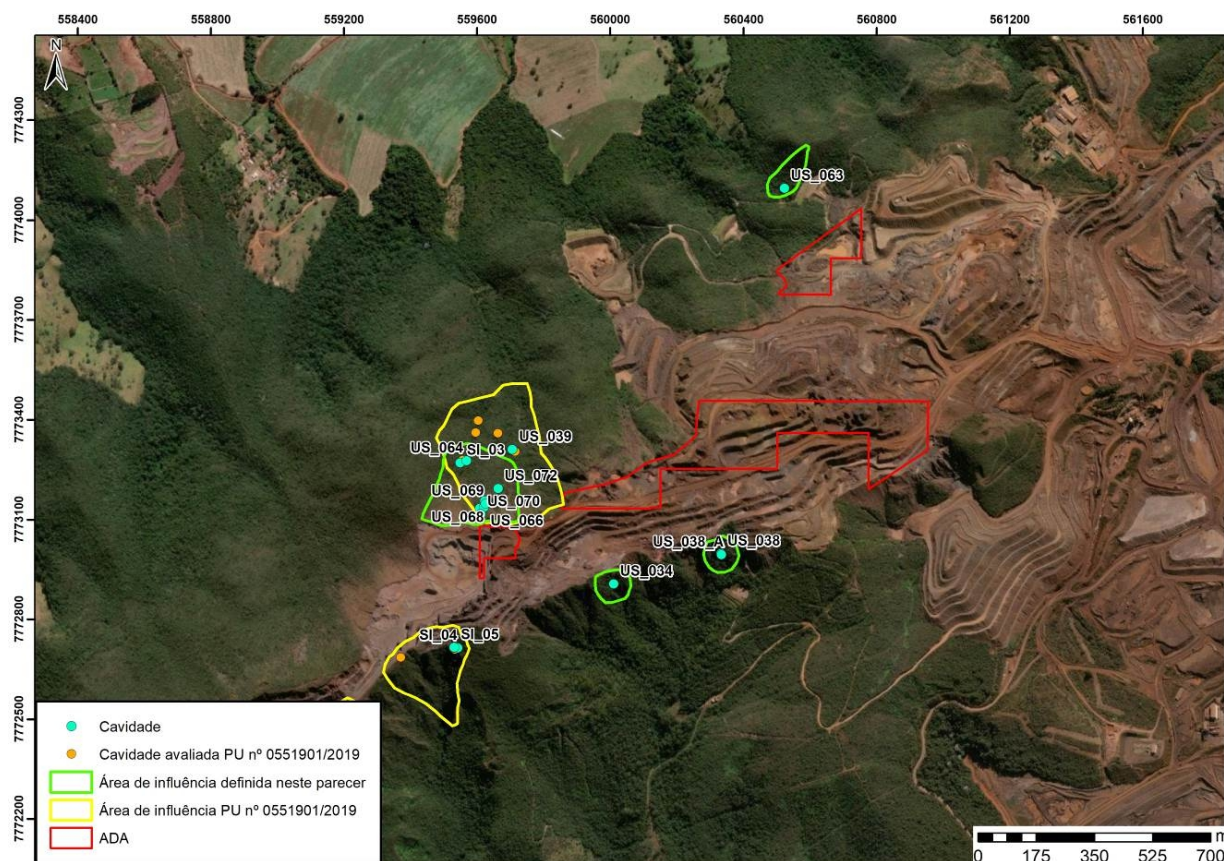 558400 558800 559200 559600 560000 560400 560800 561200 561600
N
7774300
7774000
7773700
7773400
7773100
7772800
7772500
7772200
US_063
US_064
SI_03
US_039
US_072
US_069
US_070
US_068
US_066
US_038_A
US_038
US_034
SI_04
SI_05
Cavidade
Cavidade avaliada PU nº 0551901/2019
Área de influência definida neste parecer
Área de influência PU nº 0551901/2019
ADA
m
0 175 350 525 700